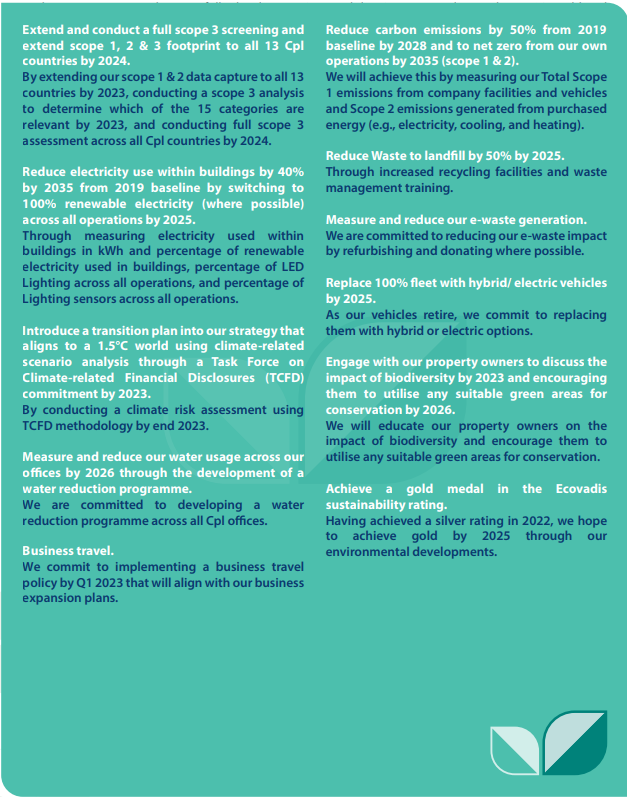 Extend and conduct a full scope 3 screening and
extend scope 1, 2 & 3 footprint to all 13 Cpl
countries by 2024.
By extending our scope 1 & 2 data capture to all 13
countries by 2023, conducting a scope 3 analysis
to determine which of the 15 categories are
relevant by 2023, and conducting full scope 3
assessment across all Cpl countries by 2024.
Reduce electricity use within buildings by 40%
by 2035 from 2019 baseline by switching to
100% renewable electricity (where possible)
across all operations by 2025.
Through measuring electricity used within
buildings in kWh and percentage of renewable
electricity used in buildings, percentage of LED
Lighting across all operations, and percentage of
Lighting sensors across all operations.
Introduce a transition plan into our strategy that
aligns to a 1.5°C world using climate-related
scenario analysis through a Task Force on
Climate-related Financial Disclosures (TCFD)
commitment by 2023.
By conducting a climate risk assessment using
TCFD methodology by end 2023.
Measure and reduce our water usage across our
offices by 2026 through the development of a
water reduction programme.
We are committed to developing a water
reduction programme across all Cpl offices.
Business travel.
We commit to implementing a business travel
policy by Q1 2023 that will align with our business
expansion plans.
Reduce carbon emissions by 50% from 2019
baseline by 2028 and to net zero from our own
operations by 2035 (scope 1 & 2).
We will achieve this by measuring our Total Scope
1 emissions from company facilities and vehicles
and Scope 2 emissions generated from purchased
energy (e.g., electricity, cooling, and heating).
Reduce Waste to landfill by 50% by 2025.
Through increased recycling facilities and waste
management training.
Measure and reduce our e-waste generation.
We are committed to reducing our e-waste impact
by refurbishing and donating where possible.
Replace 100% fleet with hybrid/ electric vehicles
by 2025.
As our vehicles retire, we commit to replacing
them with hybrid or electric options.
Engage with our property owners to discuss the
impact of biodiversity by 2023 and encouraging
them to utilise any suitable green areas for
conservation by 2026.
We will educate our property owners on the
impact of biodiversity and encourage them to
utilise any suitable green areas for conservation.
Achieve a gold medal in the Ecovadis
sustainability rating.
Having achieved a silver rating in 2022, we hope
to achieve gold by 2025 through our
environmental developments.